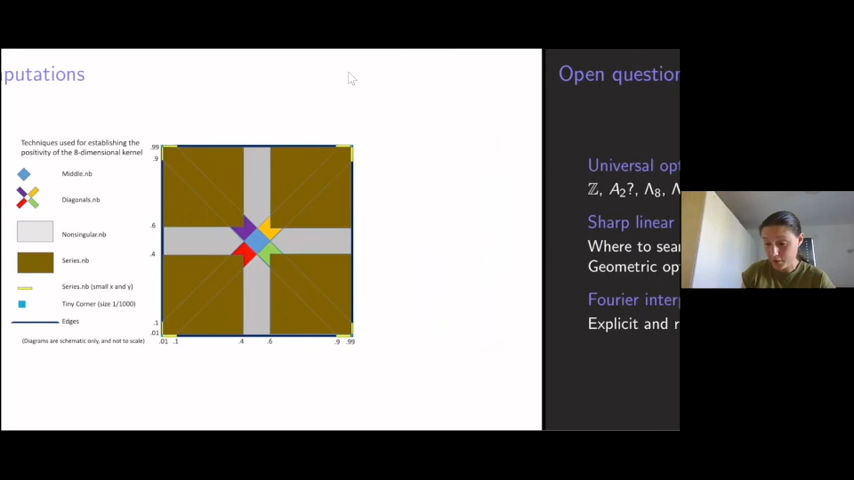 putations
Techniques used for establishing the
positivity of the 8-dimensional kernel
Middle.nb
Diagonals.nb
Nonsingular.nb
Series.nb
Series.nb (small x and y)
Tiny Corner (size 1/1000)
Edges
(Diagrams are schematic only, and not to scale)
.99
.9
.6
.4
.1
.01
.01 .1 .4 .6 .9 .99
Open question
Universal opt
ℤ, A₂?, Λ₈, Λ
Sharp linear
Where to sear
Geometric opt
Fourier interp
Explicit and r